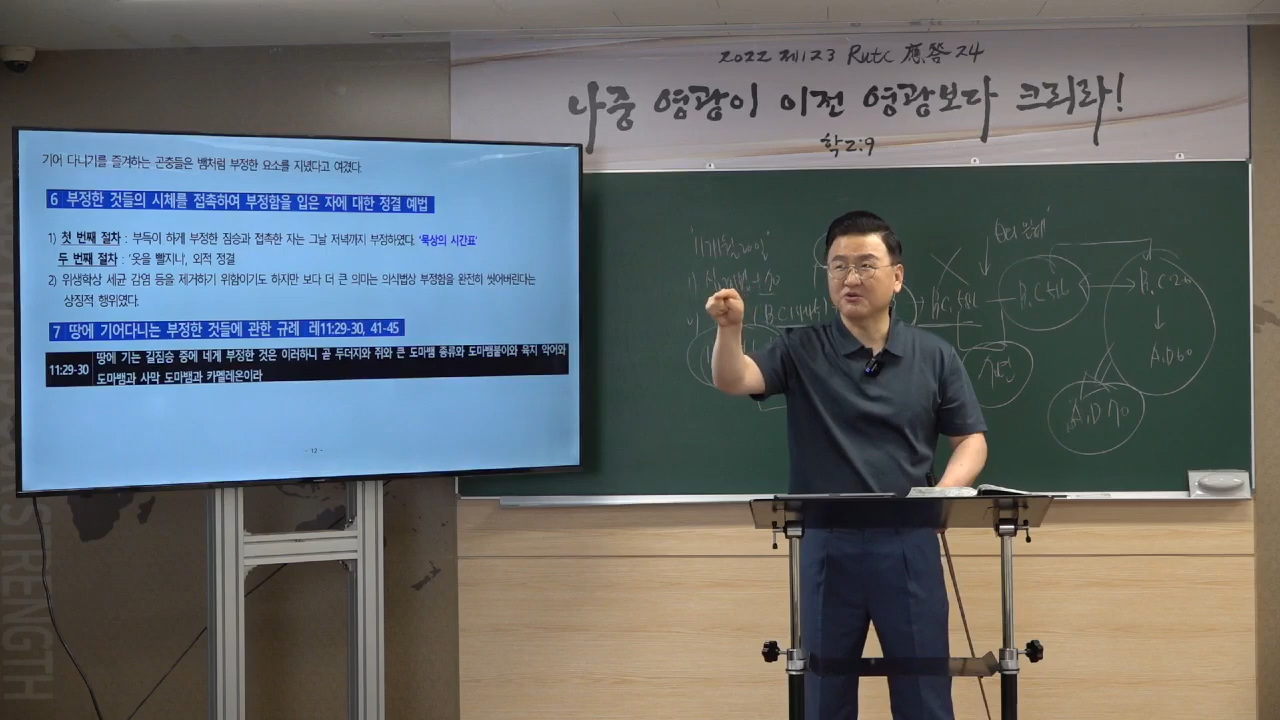 2022 제123 Rutc 應答 24
나중 영광이 이전 영광보다 크리라!
학2:9
기어 다니기를 즐겨하는 곤충들은 뱀처럼 부정한 요소를 지녔다고 여겼다.
6 부정한 것들의 시체를 접촉하여 부정함을 입은 자에 대한 정결 예법
1) 첫 번째 절차 : 부득이 하게 부정한 짐승과 접촉한 자는 그날 저녁까지 부정하였다. '묵상의 시간표'
두 번째 절차 : '옷을 빨지니', 외적 정결
2) 위생학상 세균 감염 등을 제거하기 위함이기도 하지만 보다 더 큰 의미는 의식법상 부정함을 완전히 씻어버린다는
상징적 행위였다.
7 땅에 기어다니는 부정한 것들에 관한 규례 레11:29-30, 41-45
11:29-30 땅에 기는 길짐승 중에 네게 부정한 것은 이러하니 곧 두더지와 쥐와 큰 도마뱀 종류와 도마뱀붙이와 육지 악어와
도마뱀과 사막 도마뱀과 카멜레온이라
- 12 -
B.C 586
B.C 516
A.D 70
STRENGTH